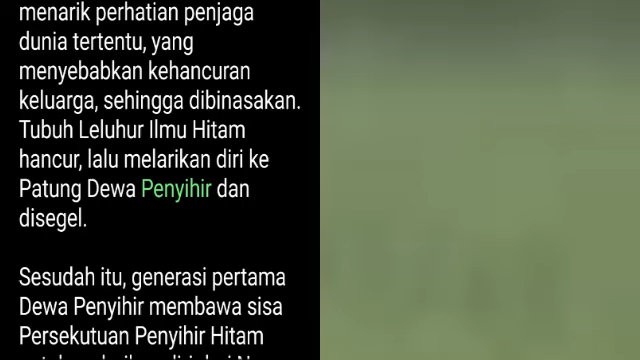 menarik perhatian penjaga
dunia tertentu, yang
menyebabkan kehancuran
keluarga, sehingga dibinasakan.
Tubuh Leluhur Ilmu Hitam
hancur, lalu melarikan diri ke
Patung Dewa Penyihir dan
disegel.
Sesudah itu, generasi pertama
Dewa Penyihir membawa sisa
Persekutuan Penyihir Hitam